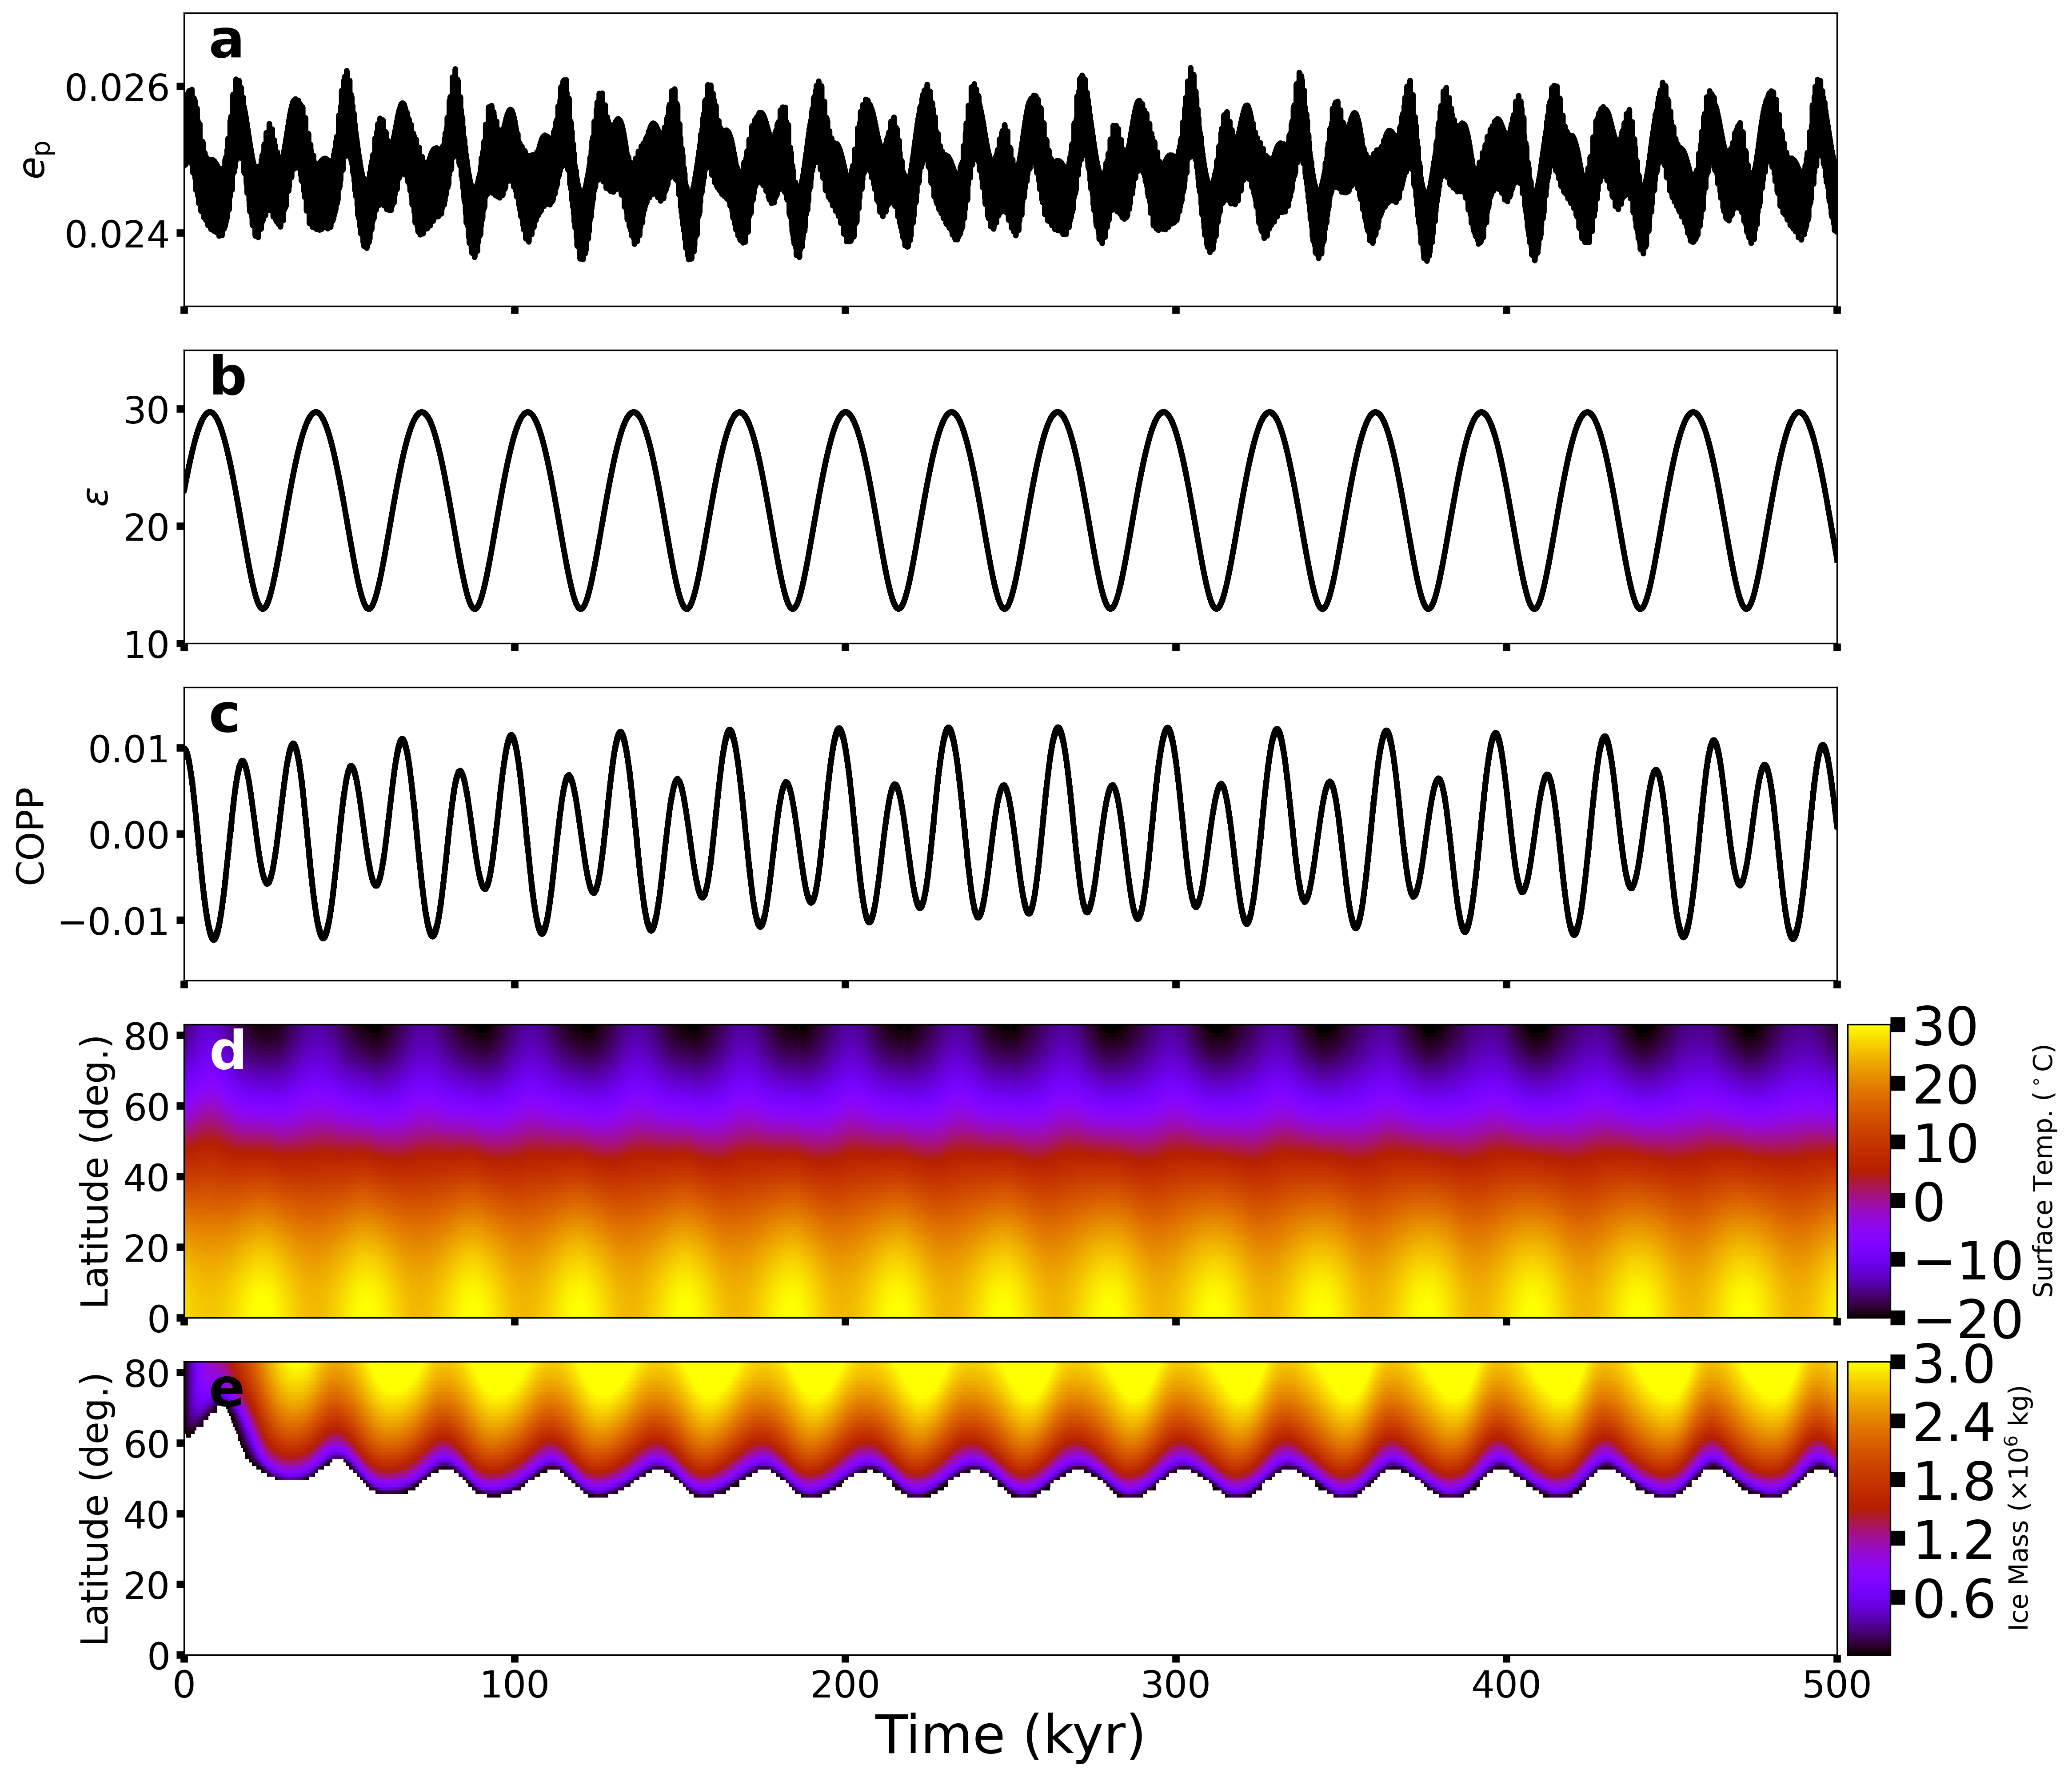 a
0.026
0.024
e_p
b
30
20
10
ε
c
0.01
0.00
−0.01
COPP
d
80
60
40
20
0
Latitude (deg.)
30
20
10
0
−10
−20
Surface Temp. (°C)
e
80
60
40
20
0
Latitude (deg.)
3.0
2.4
1.8
1.2
0.6
Ice Mass (×10⁶ kg)
0 100 200 300 400 500
Time (kyr)